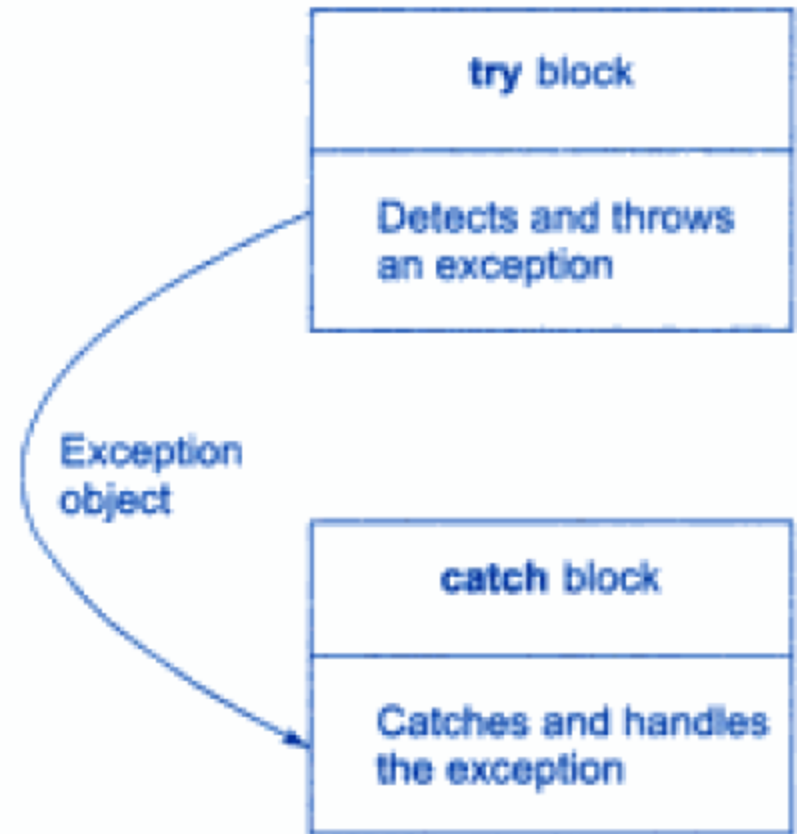 try block
Detects and throws
an exception
Exception
object
catch block
Catches and handles
the exception